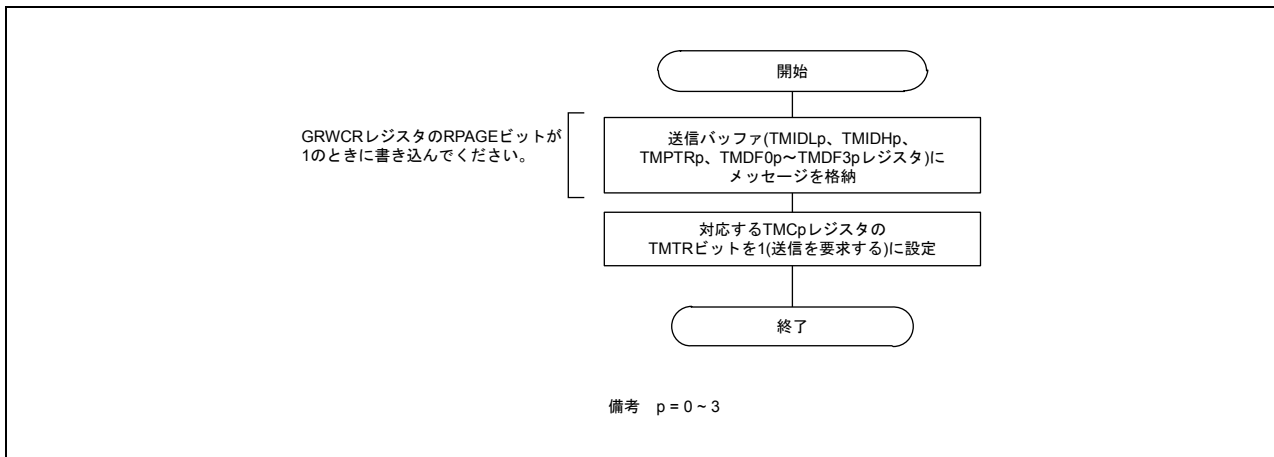 開始
GRWCRレジスタのRPAGEビットが
1のときに書き込んでください。
送信バッファ(TMIDLp、TMIDHp、
TMPTRp、TMDF0p～TMDF3pレジスタ)に
メッセージを格納
対応するTMCpレジスタの
TMTRビットを1(送信を要求する)に設定
終了
備考 p = 0 ~ 3